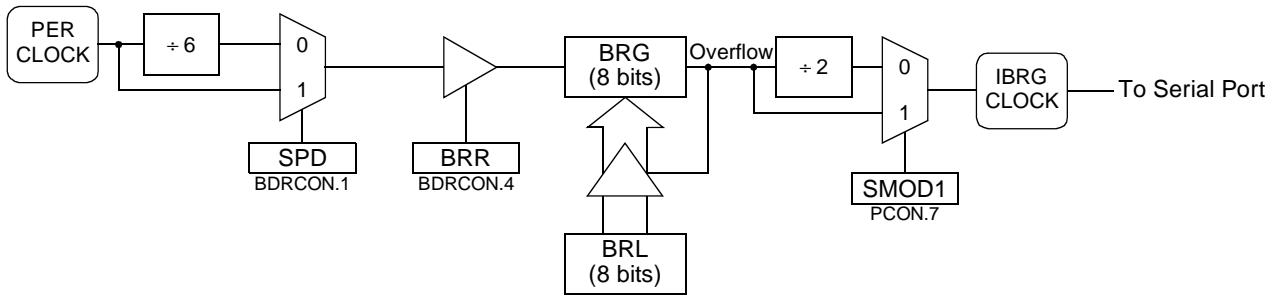 PER
CLOCK
÷ 6
0
1
SPD
BDRCON.1
BRR
BDRCON.4
BRG
(8 bits)
Overflow
BRL
(8 bits)
÷ 2
0
1
SMOD1
PCON.7
IBRG
CLOCK
To Serial Port